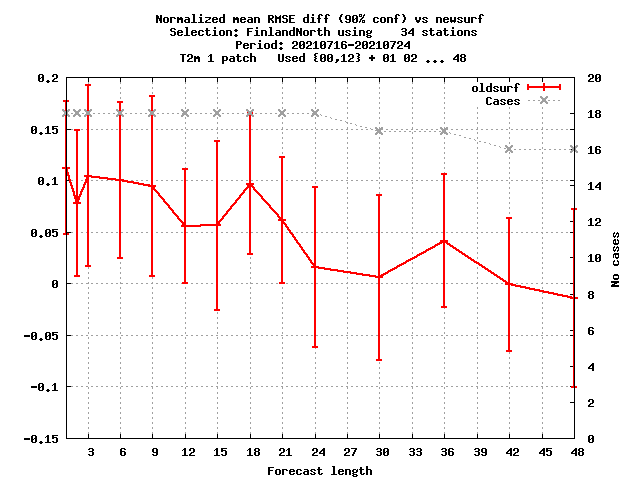 Normalized mean RMSE diff (90% conf) vs newsurf
Selection: FinlandNorth using    34 stations
Period: 20210716-20210724
T2m 1 patch   Used {00,12} + 01 02 ... 48
oldsurf
Cases
0.2
0.15
0.1
0.05
0
-0.05
-0.1
-0.15
20
18
16
14
12
10
8
6
4
2
0
No cases
3 6 9 12 15 18 21 24 27 30 33 36 39 42 45 48
Forecast length